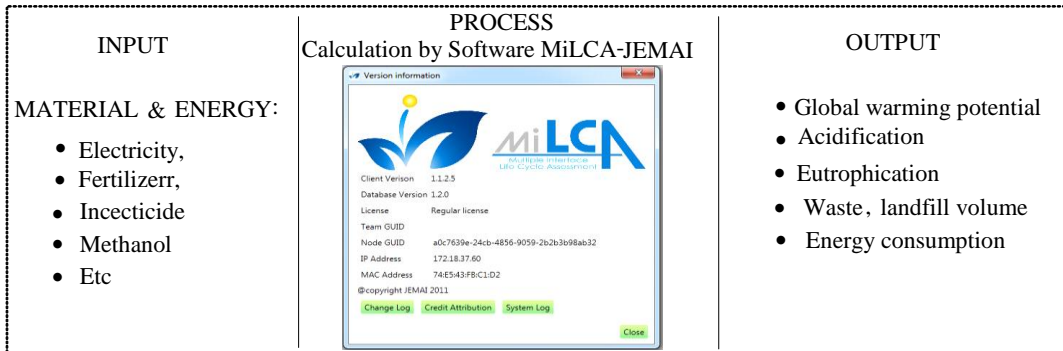 INPUT
MATERIAL & ENERGY:
• Electricity,
• Fertilizerr,
• Incecticide
• Methanol
• Etc
PROCESS
Calculation by Software MiLCA-JEMAI
Version information
MiLCA
Multiple Interface
Life Cycle Assessment
Client Verison 1.1.2.5
Database Version 1.2.0
License Regular license
Team GUID
Node GUID a0c7639e-24cb-4856-9059-2b2b3b98ab32
IP Address 172.18.37.60
MAC Address 74:E5:43:FB:C1:D2
@copyright JEMAI 2011
Change Log Credit Attribution System Log
Close
OUTPUT
• Global warming potential
• Acidification
• Eutrophication
• Waste, landfill volume
• Energy consumption